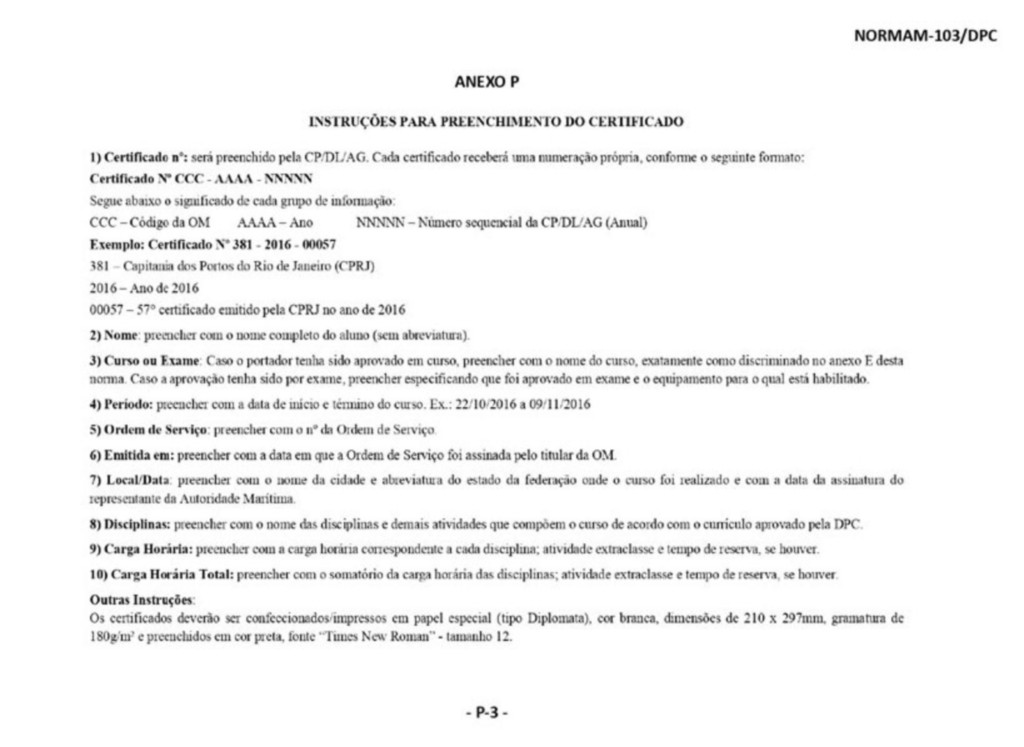 NORMAM-103/DPC
ANEXO P
INSTRUÇÕES PARA PREENCHIMENTO DO CERTIFICADO
1) Certificado nº: será preenchido pela CP/DL/AG. Cada certificado receberá uma numeração própria, conforme o seguinte formato:
Certificado Nº CCC - AAAA - NNNNN
Segue abaixo o significado de cada grupo de informação:
CCC – Código da OM AAAA – Ano NNNNN – Número sequencial da CP/DL/AG (Anual)
Exemplo: Certificado Nº 381 - 2016 - 00057
381 – Capitania dos Portos do Rio de Janeiro (CPRJ)
2016 – Ano de 2016
00057 – 57º certificado emitido pela CPRJ no ano de 2016
2) Nome: preencher com o nome completo do aluno (sem abreviatura).
3) Curso ou Exame: Caso o portador tenha sido aprovado em curso, preencher com o nome do curso, exatamente como discriminado no anexo E desta
norma. Caso a aprovação tenha sido por exame, preencher especificando que foi aprovado em exame e o equipamento para o qual está habilitado.
4) Período: preencher com a data de início e término do curso. Ex.: 22/10/2016 a 09/11/2016
5) Ordem de Serviço: preencher com o nº da Ordem de Serviço.
6) Emitida em: preencher com a data em que a Ordem de Serviço foi assinada pelo titular da OM.
7) Local/Data: preencher com o nome da cidade e abreviatura do estado da federação onde o curso foi realizado e com a data da assinatura do
representante da Autoridade Marítima.
8) Disciplinas: preencher com o nome das disciplinas e demais atividades que compõem o curso de acordo com o currículo aprovado pela DPC.
9) Carga Horária: preencher com a carga horária correspondente a cada disciplina; atividade extraclasse e tempo de reserva, se houver.
10) Carga Horária Total: preencher com o somatório da carga horária das disciplinas; atividade extraclasse e tempo de reserva, se houver.
Outras Instruções:
Os certificados deverão ser confeccionados/impressos em papel especial (tipo Diplomata), cor branca, dimensões de 210 x 297mm, gramatura de
180g/m² e preenchidos em cor preta, fonte "Times New Roman" - tamanho 12.
- P-3 -